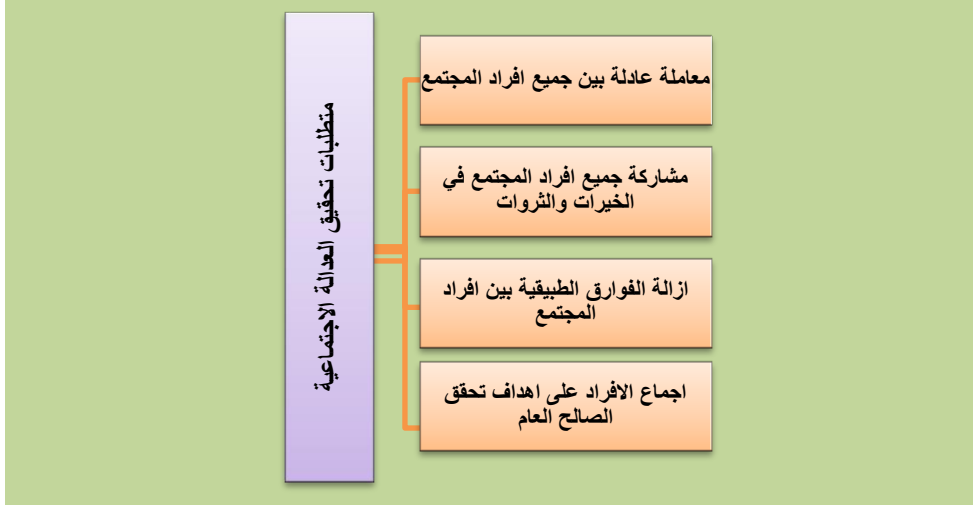 متطلبات تحقيق العدالة الاجتماعية
معاملة عادلة بين جميع افراد المجتمع
مشاركة جميع افراد المجتمع في
الخيرات والثروات
ازالة الفوارق الطبيقية بين افراد
المجتمع
اجماع الافراد على اهداف تحقق
الصالح العام